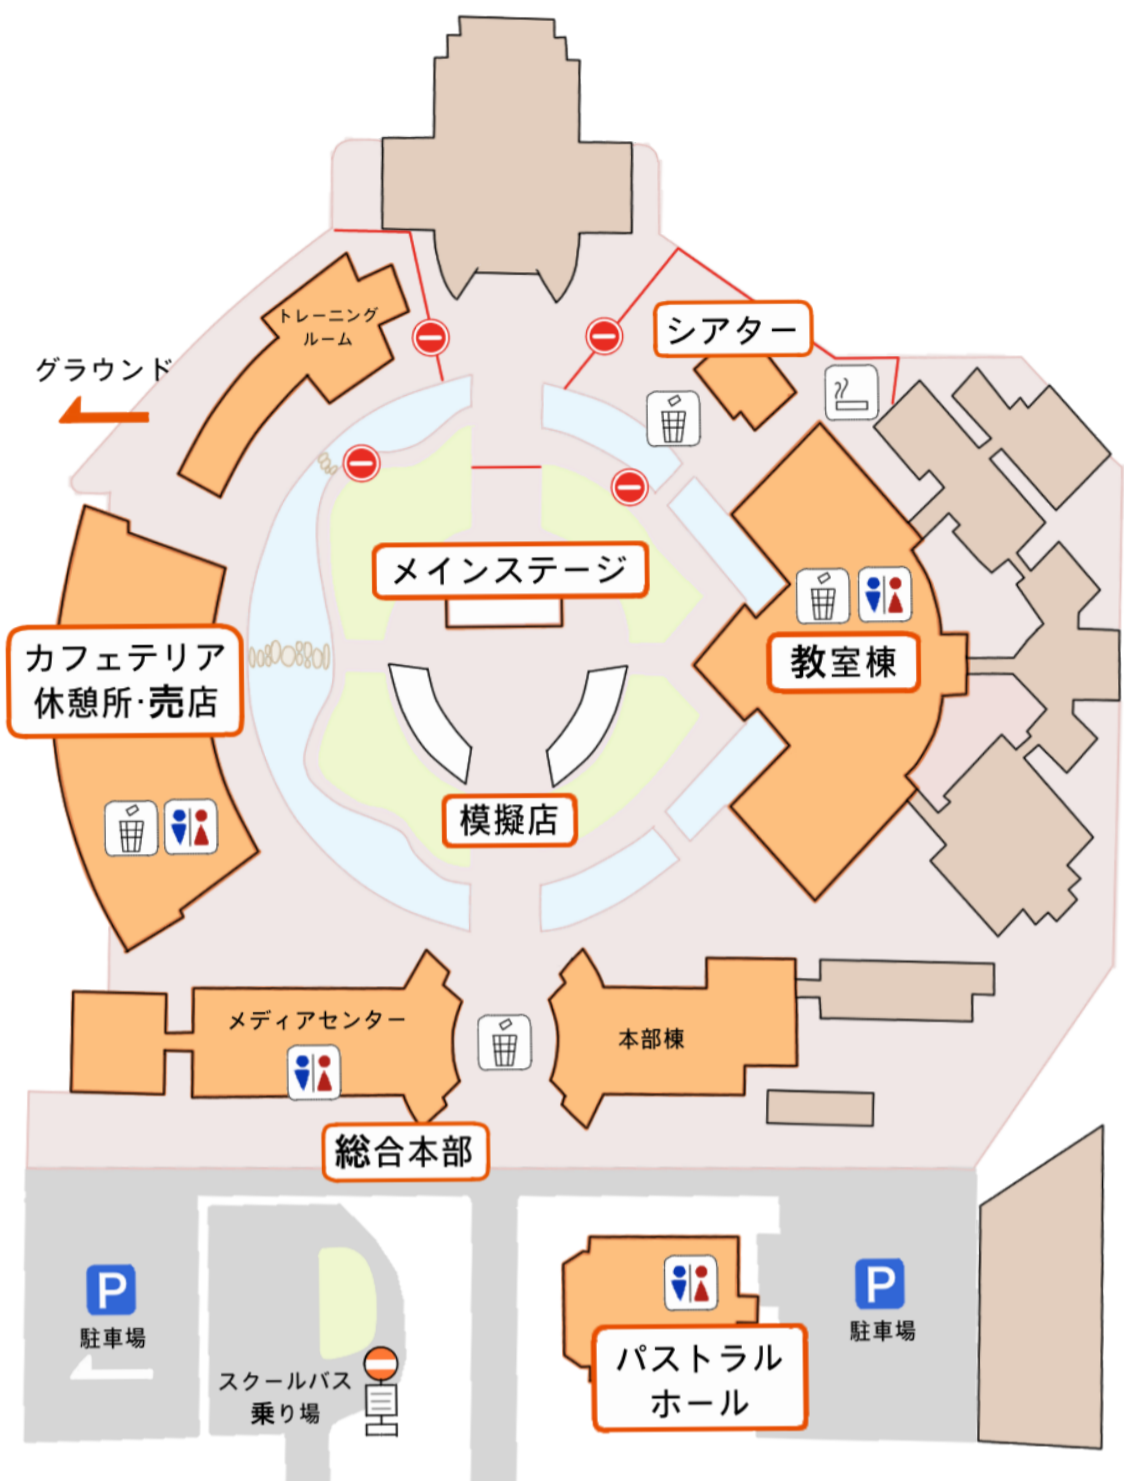 トレーニング
ルーム
シアター
グラウンド
メインステージ
カフェテリア
休憩所・売店
教室棟
模擬店
メディアセンター
本部棟
総合本部
P
駐車場
P
駐車場
スクールバス
乗り場
パストラル
ホール